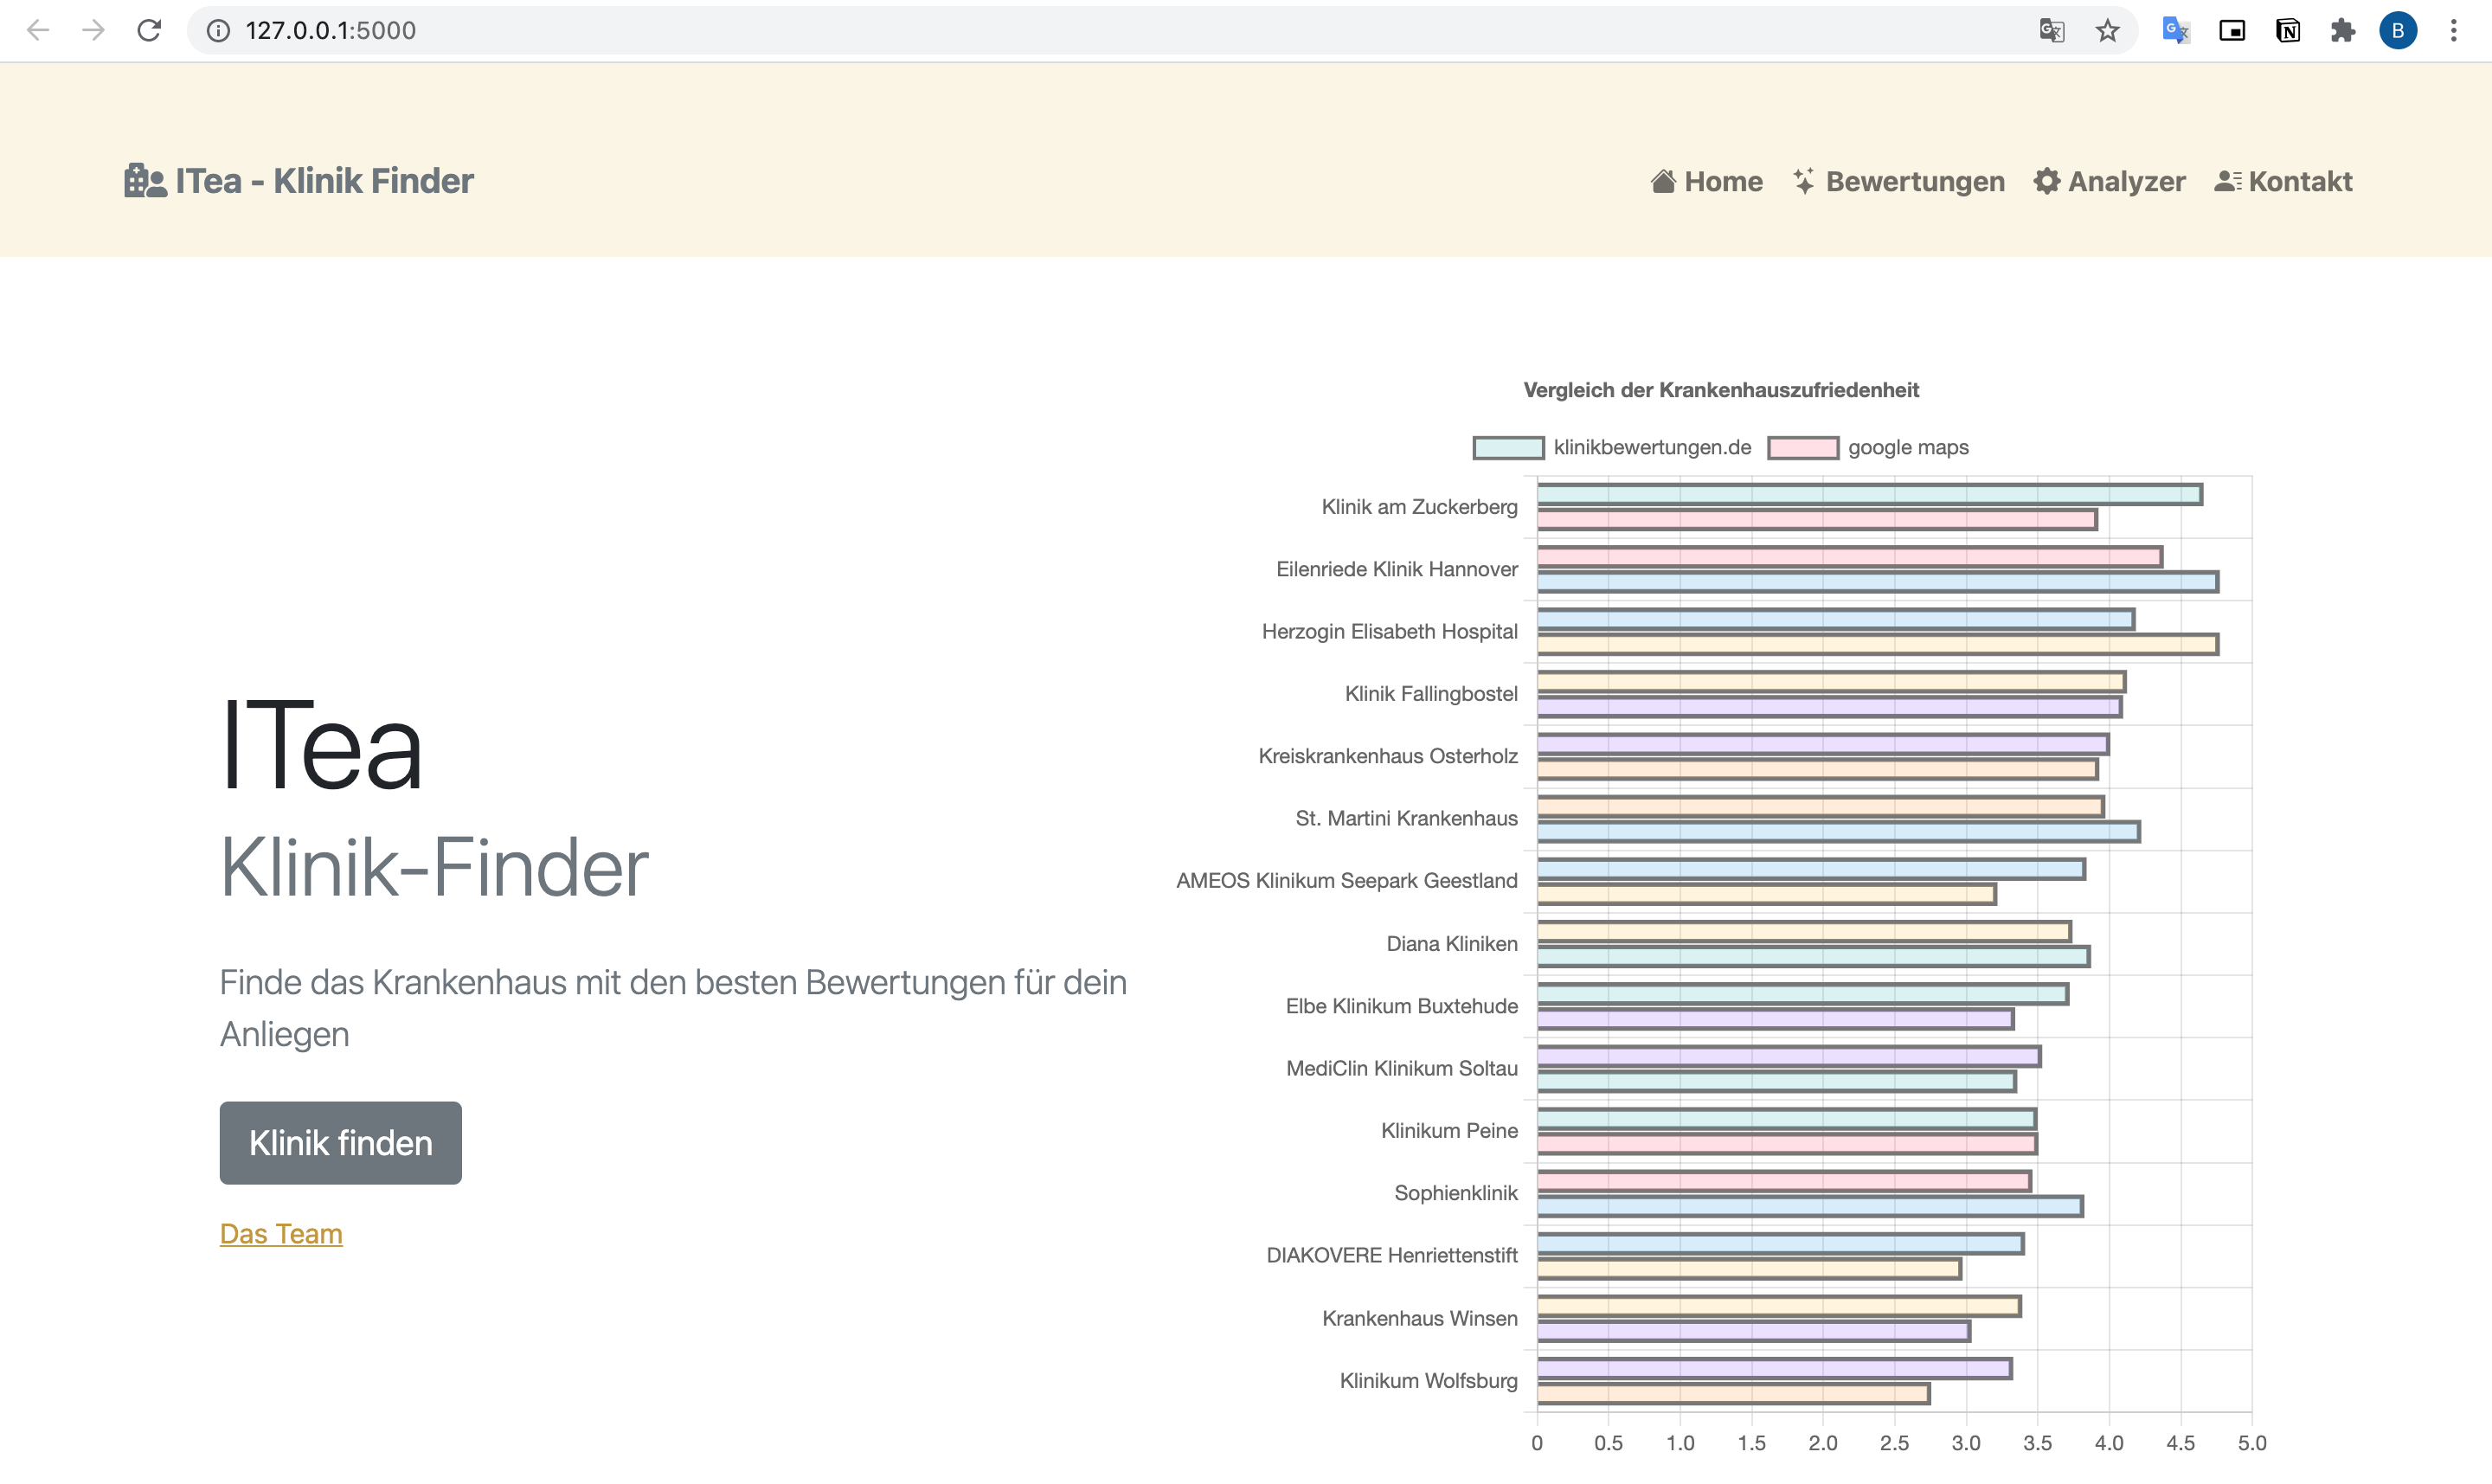 127.0.0.1:5000
B
ITea - Klinik Finder
Home
Bewertungen
Analyzer
Kontakt
ITea
Klinik-Finder
Finde das Krankenhaus mit den besten Bewertungen für dein
Anliegen
Klinik finden
Das Team
Vergleich der Krankenhauszufriedenheit
klinikbewertungen.de
google maps
Klinik am Zuckerberg
Eilenriede Klinik Hannover
Herzogin Elisabeth Hospital
Klinik Fallingbostel
Kreiskrankenhaus Osterholz
St. Martini Krankenhaus
AMEOS Klinikum Seepark Geestland
Diana Kliniken
Elbe Klinikum Buxtehude
MediClin Klinikum Soltau
Klinikum Peine
Sophienklinik
DIAKOVERE Henriettenstift
Krankenhaus Winsen
Klinikum Wolfsburg
0 0.5 1.0 1.5 2.0 2.5 3.0 3.5 4.0 4.5 5.0